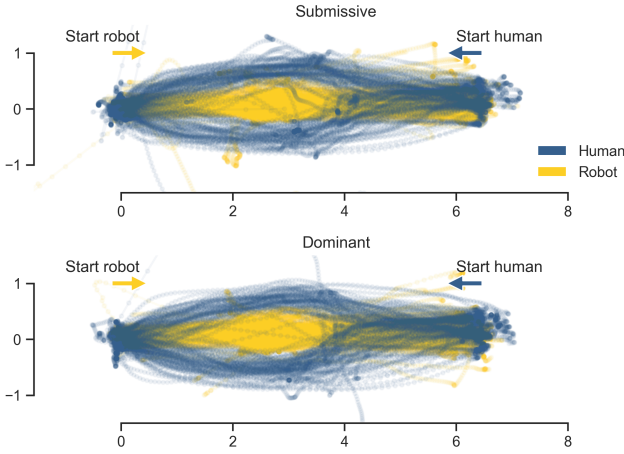 Submissive
Start robot
Start human
1
0
−1
Human
Robot
0 2 4 6 8
Dominant
Start robot
Start human
1
0
−1
0 2 4 6 8